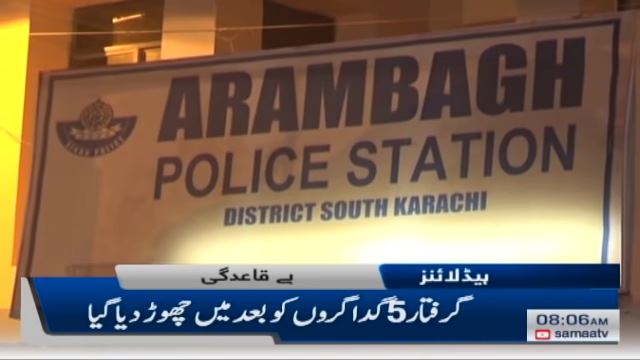 ARAMBAGH
POLICE STATION
DISTRICT SOUTH KARACHI
ہیڈلائنز
بے قاعدگی
گرفتار 5 گداگروں کو بعد میں چھوڑ دیا گیا
08:06AM
samaatv